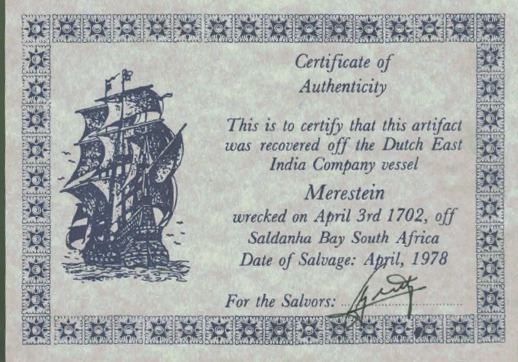 Certificate of
Authenticity
This is to certify that this artifact
was recovered off the Dutch East
India Company vessel
Merestein
wrecked on April 3rd 1702, off
Saldanha Bay South Africa
Date of Salvage: April, 1978
For the Salvors: